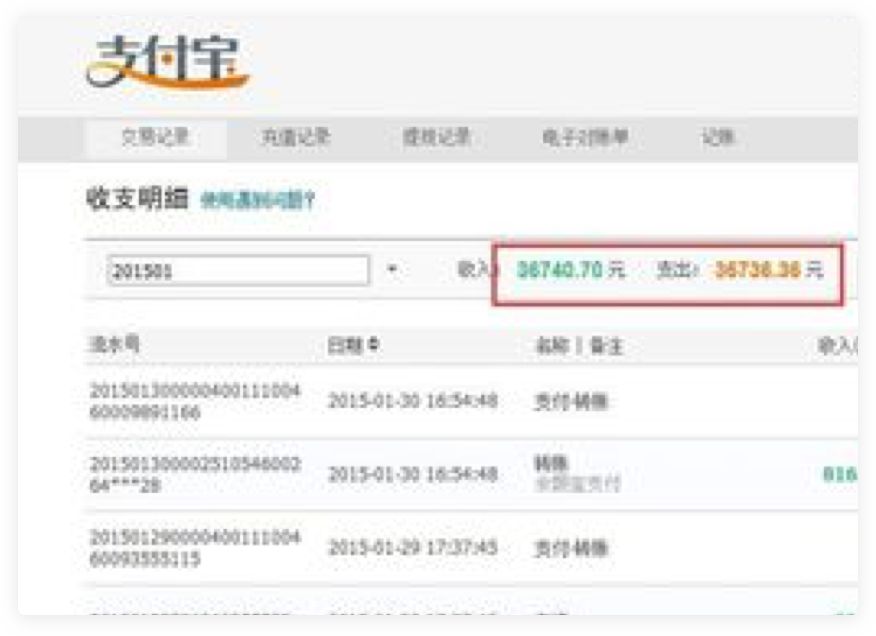 支付宝
交易记录 充值记录 提现记录 电子对账单 记账
收支明细 使用遇到问题?
201501 收入: 36740.70 元 支出: 36738.36 元
流水号 日期 名称 | 备注 收入(
2015013000000400111004 2015-01-30 16:54:48 支付-转账
60009891166
2015013000002510546002 2015-01-30 16:54:48 转账 816
64***28 余额宝支付
2015012900000400111004 2015-01-29 17:37:45 支付-转账
60093555115